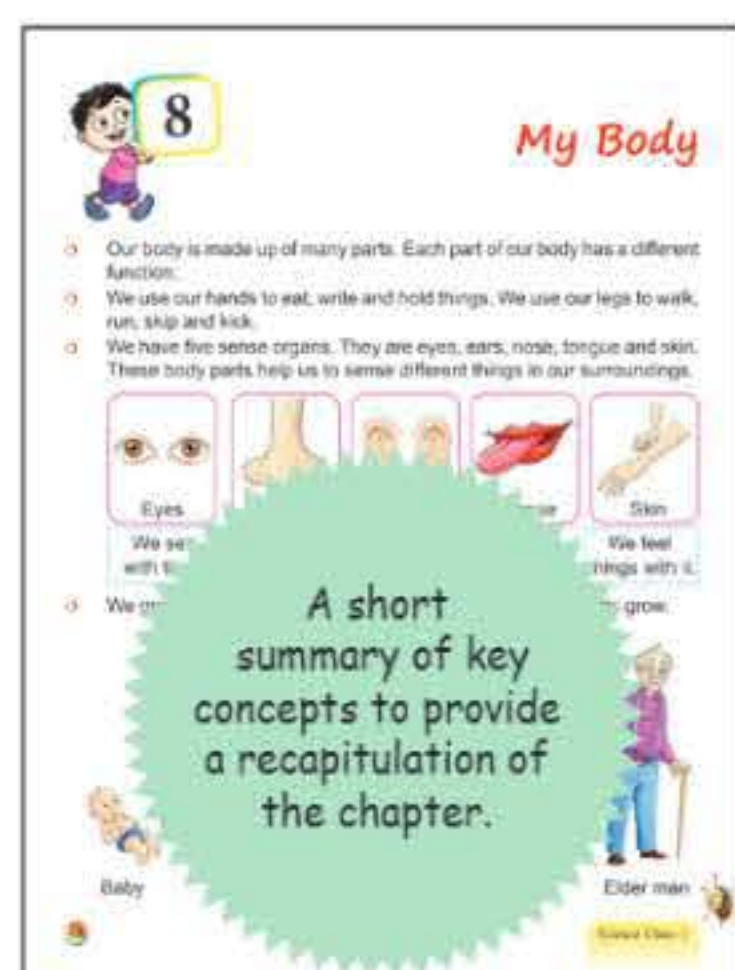 8
My Body
Our body is made up of many parts. Each part of our body has a different
function.
We use our hands to eat, write and hold things. We use our legs to walk,
run, skip and kick.
We have five sense organs. They are eyes, ears, nose, tongue and skin.
These body parts help us to sense different things in our surroundings.
Eyes
Skin
We feel
with it.
We
grow.
A short
summary of key
concepts to provide
a recapitulation of
the chapter.
Baby
Elder man